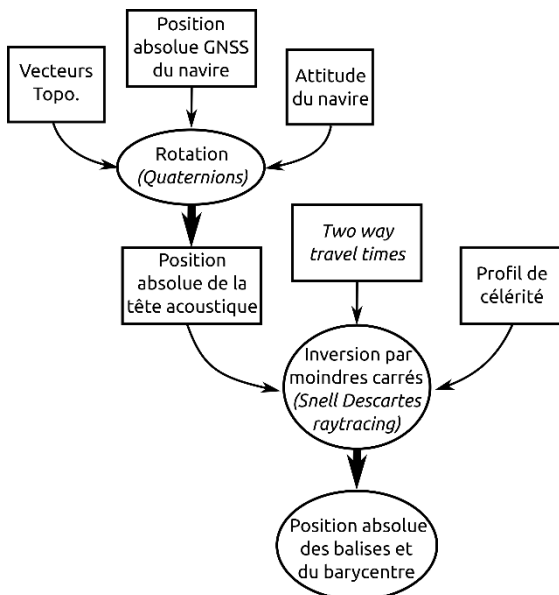 Position
absolue GNSS
du navire
Vecteurs
Topo.
Attitude
du navire
Rotation
(Quaternions)
Position
absolue de la
tête acoustique
Two way
travel times
Profil de
célérité
Inversion par
moindres carrés
(Snell Descartes
raytracing)
Position absolue
des balises et
du barycentre